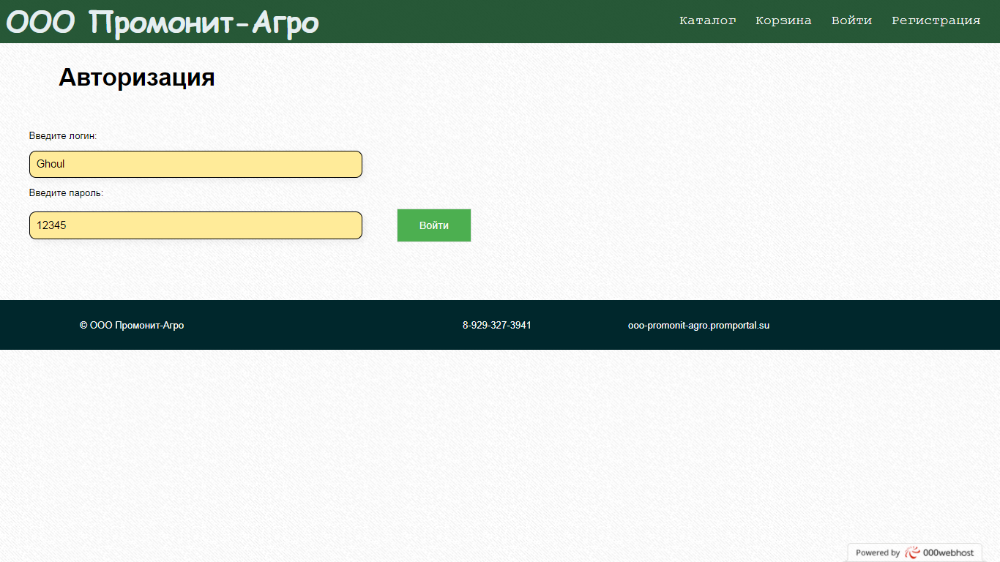 ООО Промонит-Агро
Каталог Корзина Войти Регистрация
Авторизация
Введите логин:
Ghoul
Введите пароль:
12345
Войти
© ООО Промонит-Агро 8-929-327-3941 ooo-promonit-agro.promportal.su
Powered by 000webhost